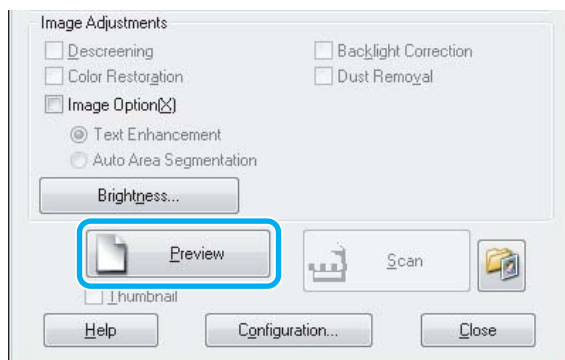 Image Adjustments
Descreening
Backlight Correction
Color Restoration
Dust Removal
Image Option(X)
Text Enhancement
Auto Area Segmentation
Brightness...
Preview
Scan
Thumbnail
Help
Configuration...
Close